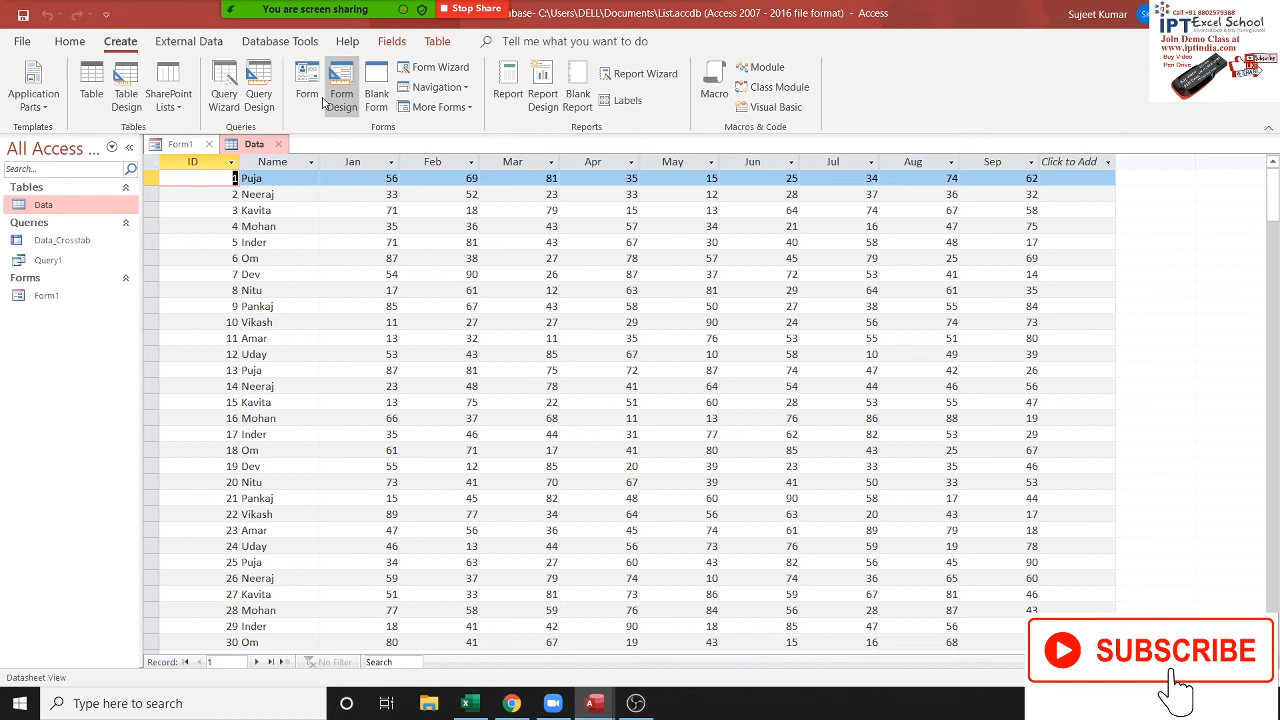 You are screen sharing
Stop Share
abase- C:\Users\DELL\Documents\List.accdb (Access 2007 - 2016 file format) - Access
Sujeet Kumar
Call +91 8802579388
IPT Excel School
Advanced Excel & MIS Training School
Join Demo Class at
www.iptindia.com
Buy Video
Pen Drive
File Home Create External Data Database Tools Help Fields Table Tell me what you want to do
Application Parts
Table
Table Design
SharePoint Lists
Query Wizard
Query Design
Form
Form Design
Blank Form
Form Wizard
Navigation
More Forms
Report
Report Design
Blank Report
Report Wizard
Labels
Macro
Module
Class Module
Visual Basic
Templates Tables Queries Forms Reports Macros & Code
All Access ...
Search...
Tables
Data
Queries
Data_Crosstab
Query1
Forms
Form1
Form1 Data
ID Name Jan Feb Mar Apr May Jun Jul Aug Sep Click to Add
1 Puja 56 69 81 35 15 25 34 74 62
2 Neeraj 33 52 23 33 12 28 37 36 32
3 Kavita 71 18 79 15 13 64 74 67 58
4 Mohan 35 36 43 57 34 21 16 47 75
5 Inder 71 81 43 67 30 40 58 48 17
6 Om 87 38 27 78 57 45 79 25 69
7 Dev 54 90 26 87 37 72 53 41 14
8 Nitu 17 61 12 63 81 29 64 61 35
9 Pankaj 85 67 43 58 50 27 38 55 84
10 Vikash 11 27 27 29 90 24 56 74 73
11 Amar 13 32 11 35 76 53 55 51 80
12 Uday 53 43 85 67 10 58 10 49 39
13 Puja 87 81 75 72 87 74 47 42 26
14 Neeraj 23 48 78 41 64 54 44 46 56
15 Kavita 13 75 22 51 60 28 53 55 47
16 Mohan 66 37 68 11 13 76 86 88 19
17 Inder 35 46 44 31 77 62 82 53 29
18 Om 61 71 17 41 80 85 43 25 67
19 Dev 55 12 85 20 39 23 33 35 46
20 Nitu 73 41 70 67 39 41 50 33 53
21 Pankaj 15 45 82 48 60 90 58 17 44
22 Vikash 89 77 34 64 56 63 20 43 17
23 Amar 47 56 36 45 74 61 89 79 18
24 Uday 46 13 44 56 73 76 59 19 78
25 Puja 34 63 27 60 43 82 56 45 90
26 Neeraj 59 37 79 74 10 74 36 65 60
27 Kavita 51 33 81 73 86 59 67 81 46
28 Mohan 77 58 59 76 84 56 28 87 43
29 Inder 18 41 42 90 18 85 47 56
30 Om 80 41 67 19 43 15 16 68
SUBSCRIBE
Record: 1 No Filter Search
Datasheet View
Type here to search